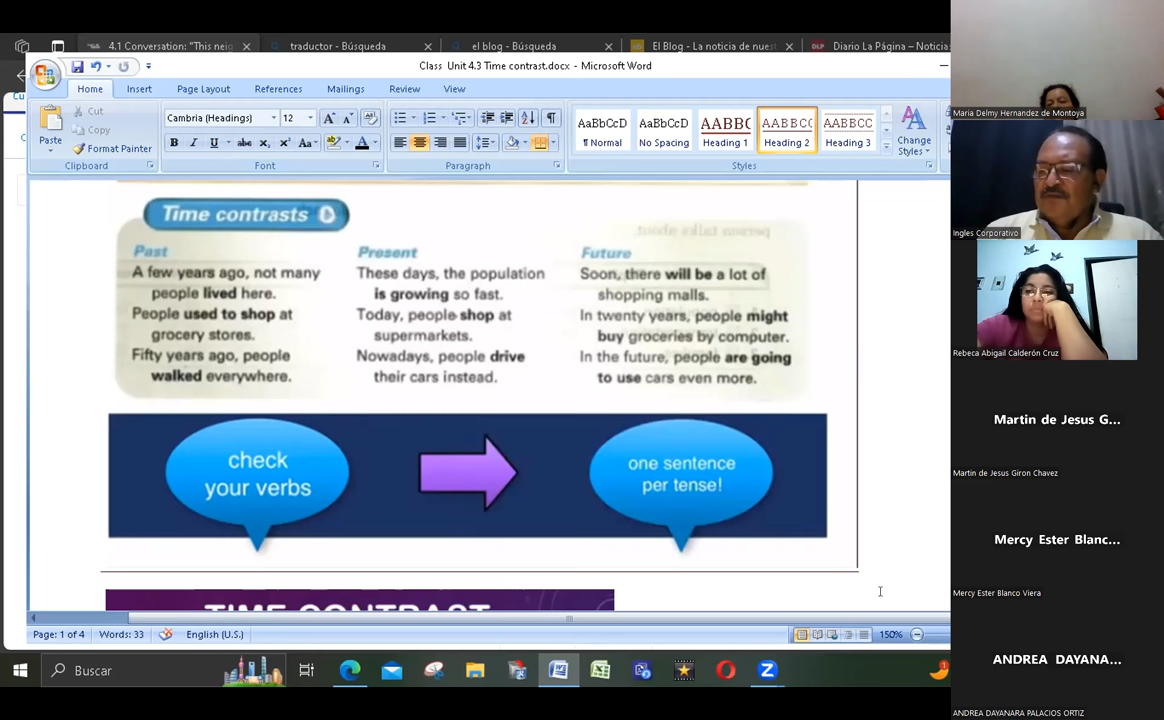 4.1 Conversation: "This neig
traductor - Búsqueda
el blog - Búsqueda
El Blog - La noticia de nuest
Diario La Página – Noticias
Class Unit 4.3 Time contrast.docx - Microsoft Word
Home
Insert
Page Layout
References
Mailings
Review
View
Paste
Cut
Copy
Format Painter
Clipboard
Cambria (Headings)
12
Font
Paragraph
AaBbCcD
¶ Normal
AaBbCcD
No Spacing
AABBC
Heading 1
AABBCC
Heading 2
AABBCC
Heading 3
Change
Styles
Styles
Time contrasts
Past
A few years ago, not many
people lived here.
People used to shop at
grocery stores.
Fifty years ago, people
walked everywhere.
Present
These days, the population
is growing so fast.
Today, people shop at
supermarkets.
Nowadays, people drive
their cars instead.
Future
Soon, there will be a lot of
shopping malls.
In twenty years, people might
buy groceries by computer.
In the future, people are going
to use cars even more.
check
your verbs
one sentence
per tense!
TIME CONTRAST
Page: 1 of 4
Words: 33
English (U.S.)
150%
Buscar
Maria Delmy Hernandez de Montoya
Ingles Corporativo
Rebeca Abigail Calderón Cruz
Martin de Jesus G...
Martin de Jesus Giron Chavez
Mercy Ester Blanc...
Mercy Ester Blanco Viera
ANDREA DAYANA...
ANDREA DAYANARA PALACIOS ORTIZ